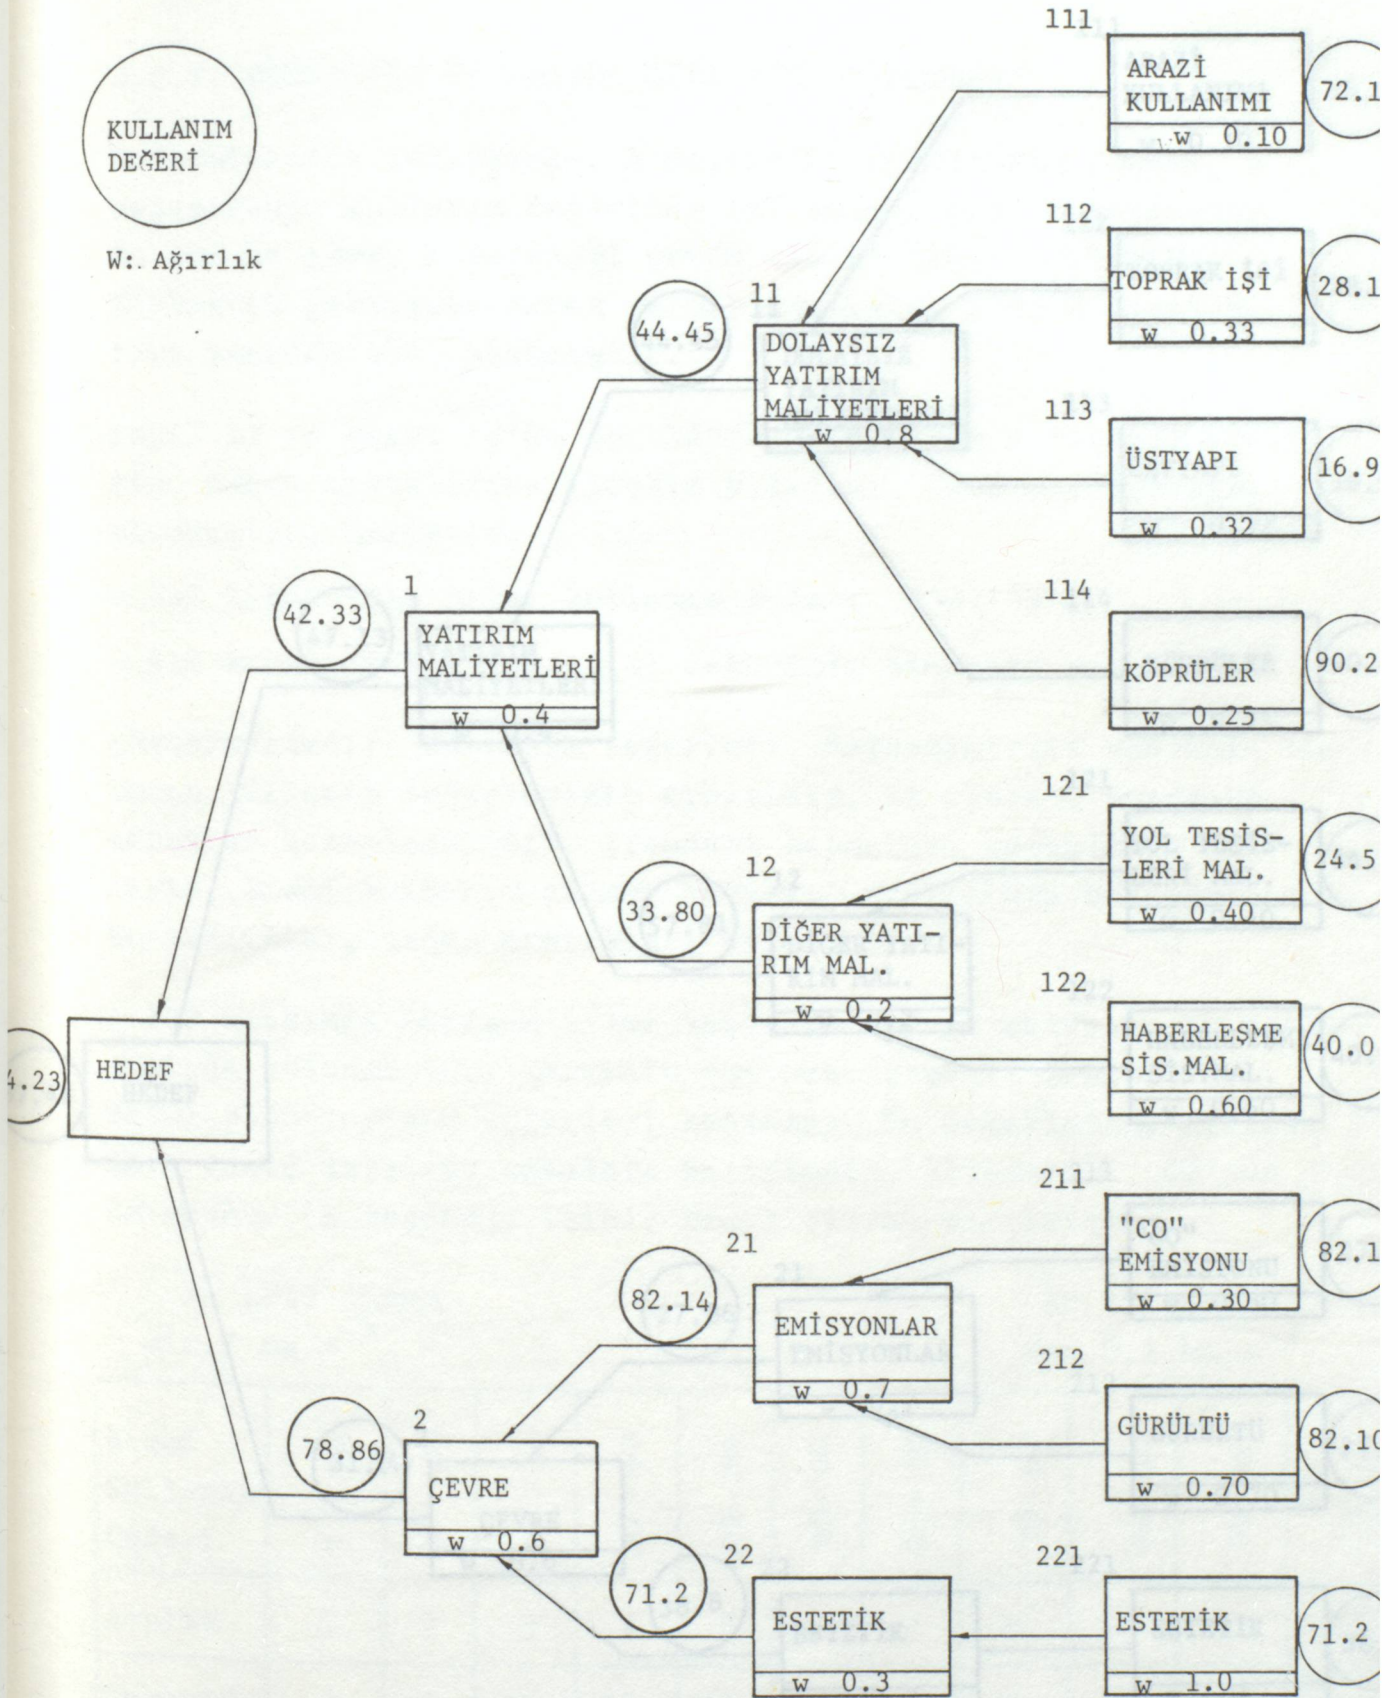 KULLANIM
DEĞERİ
W: Ağırlık
111
ARAZİ
KULLANIMI
w 0.10
72.1
112
TOPRAK İŞİ
w 0.33
28.1
11
44.45
DOLAYSIZ
YATIRIM
MALİYETLERİ
w 0.8
113
ÜSTYAPI
w 0.32
16.9
1
42.33
YATIRIM
MALİYETLERİ
w 0.4
114
KÖPRÜLER
w 0.25
90.2
121
YOL TESİS-
LERİ MAL.
w 0.40
24.5
12
33.80
DİĞER YATI-
RIM MAL.
w 0.2
122
HABERLEŞME
SİS.MAL.
w 0.60
40.0
4.23
HEDEF
211
"CO"
EMİSYONU
w 0.30
82.1
21
82.14
EMİSYONLAR
w 0.7
212
GÜRÜLTÜ
w 0.70
82.10
2
78.86
ÇEVRE
w 0.6
22
71.2
ESTETİK
w 0.3
221
ESTETİK
w 1.0
71.2